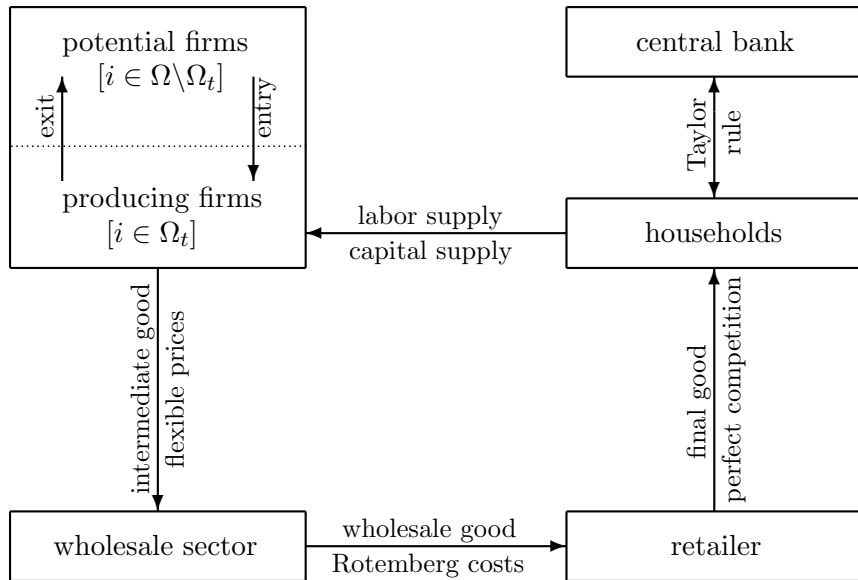 potential firms
[i ∈ Ω\Ω_t]
exit
entry
producing firms
[i ∈ Ω_t]
central bank
Taylor
rule
labor supply
capital supply
households
intermediate good
flexible prices
final good
perfect competition
wholesale sector
wholesale good
Rotemberg costs
retailer